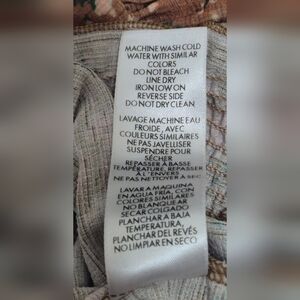 MACHINE WASH COLD
WATER WITH SIMILAR
COLORS
DO NOT BLEACH
LINE DRY
IRON LOW ON
REVERSE SIDE
DO NOT DRY CLEAN
LAVAGE MACHINE EAU
FROIDE, AVEC
COULEURS SIMILAIRES
NE PAS JAVELLISER
SUSPENDRE POUR
SÉCHER
REPASSER À BASSE
TEMPÉRATURE, REPASSER
À L'ENVERS
NE PAS NETTOYER À SEC
LAVAR A MAQUINA
EN AGUA FRIA, CON
COLORES SIMILARES
NO BLANQUEAR
SECAR COLGADO
PLANCHAR A BAJA
TEMPERATURA,
PLANCHAR DEL REVÉS
NO LIMPIAR EN SECO